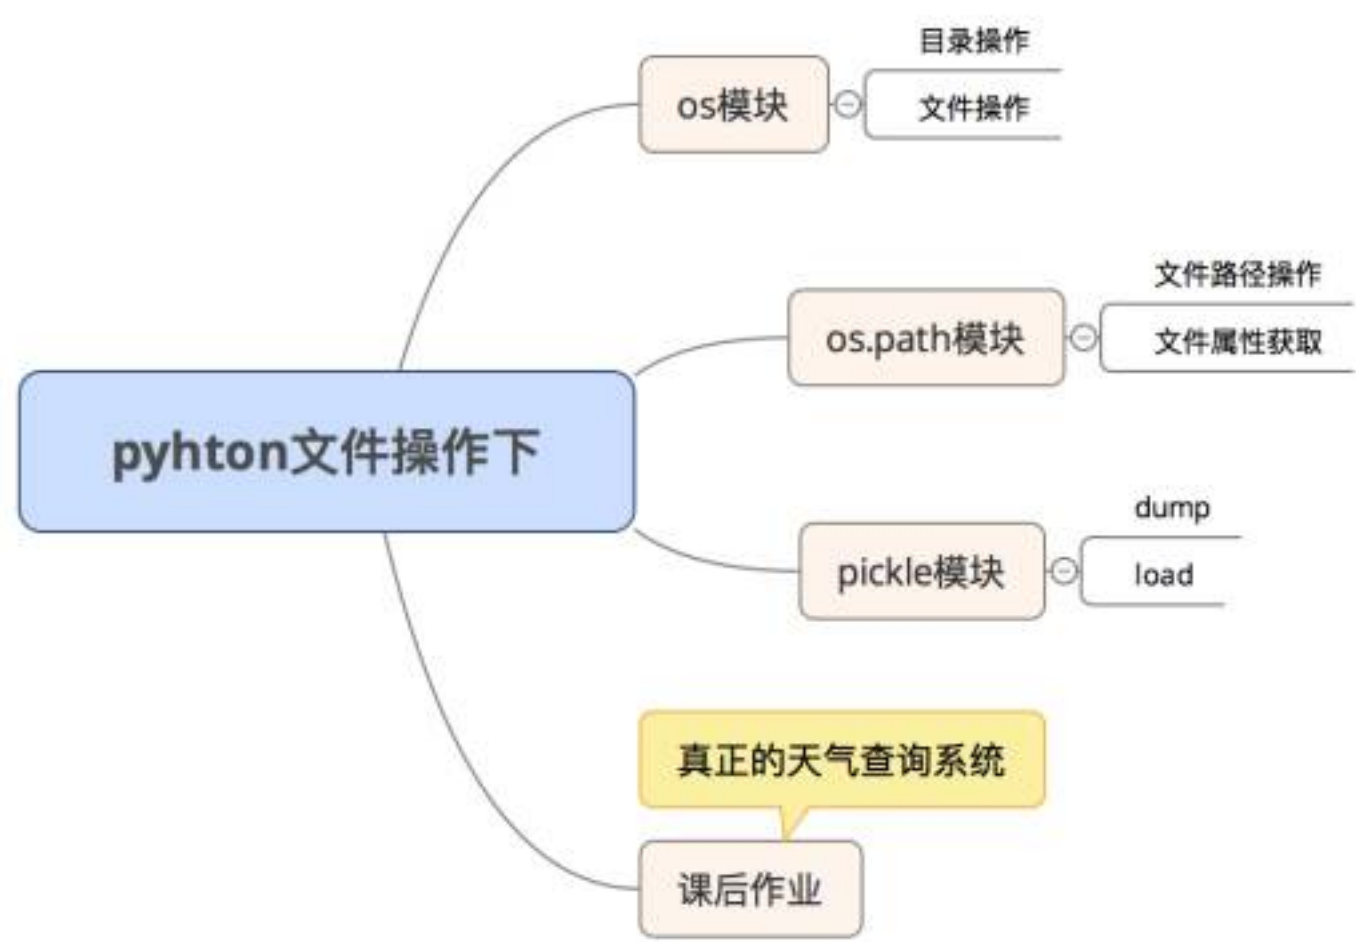 目录操作
os模块
文件操作
文件路径操作
os.path模块
文件属性获取
pyhton文件操作下
dump
pickle模块
load
真正的天气查询系统
课后作业